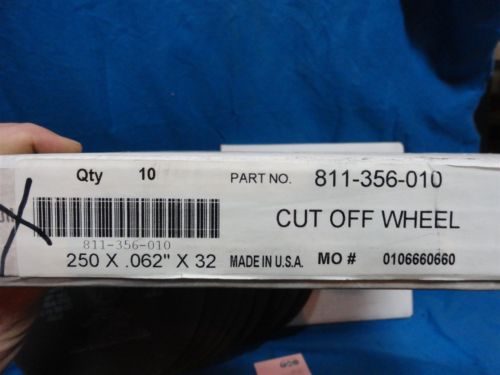 Qty 10 PART NO. 811-356-010
811-356-010 CUT OFF WHEEL
250 X .062" X 32 MADE IN U.S.A. MO # 0106660660